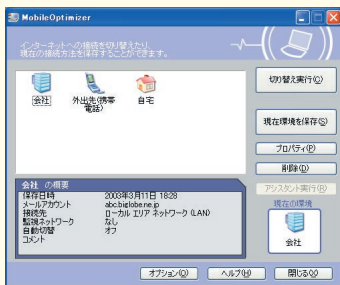 MobileOptimizer
インターネットへの接続を切り替えたり、
現在の接続方法を保存することができます。
会社
外出先(携帯
電話)
自宅
切り替え実行(C)
現在環境を保存(S)
プロパティ(P)
削除(D)
アシスタント実行(R)
現在の環境
会社
会社 の概要
保存日時 2003年3月11日 18:28
メールアカウント abc.biglobe.ne.jp
接続先 ローカル エリア ネットワーク (LAN)
監視ネットワーク なし
自動切替 オフ
コメント
オプション(O) ヘルプ(H) 閉じる(X)